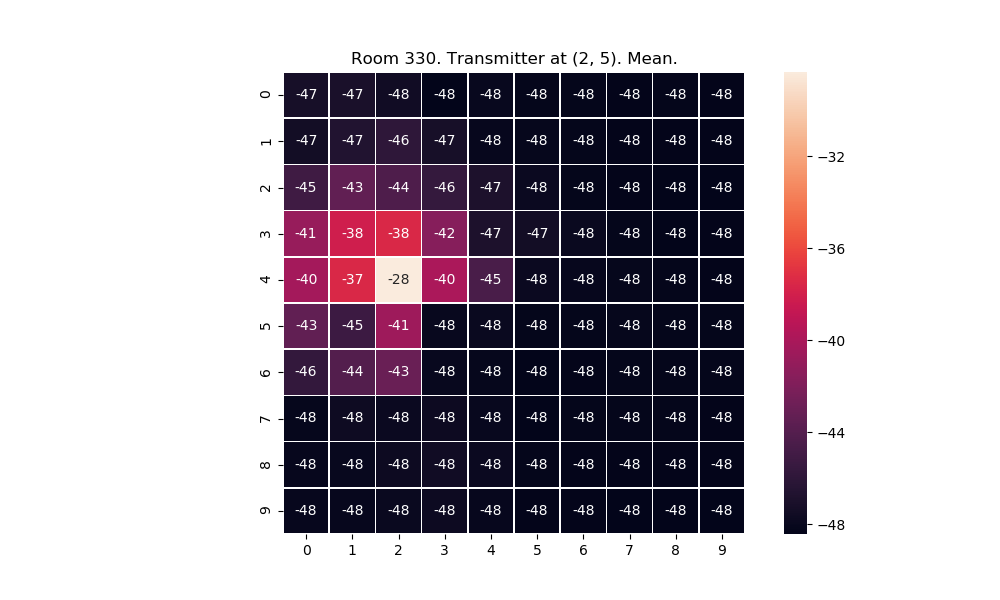 Room 330. Transmitter at (2, 5). Mean.
0 -47 -47 -48 -48 -48 -48 -48 -48 -48 -48
1 -47 -47 -46 -47 -48 -48 -48 -48 -48 -48
-32
2 -45 -43 -44 -46 -47 -48 -48 -48 -48 -48
3 -41 -38 -38 -42 -47 -47 -48 -48 -48 -48
-36
4 -40 -37 -28 -40 -45 -48 -48 -48 -48 -48
5 -43 -45 -41 -48 -48 -48 -48 -48 -48 -48
-40
6 -46 -44 -43 -48 -48 -48 -48 -48 -48 -48
7 -48 -48 -48 -48 -48 -48 -48 -48 -48 -48
-44
8 -48 -48 -48 -48 -48 -48 -48 -48 -48 -48
9 -48 -48 -48 -48 -48 -48 -48 -48 -48 -48
-48
0 1 2 3 4 5 6 7 8 9